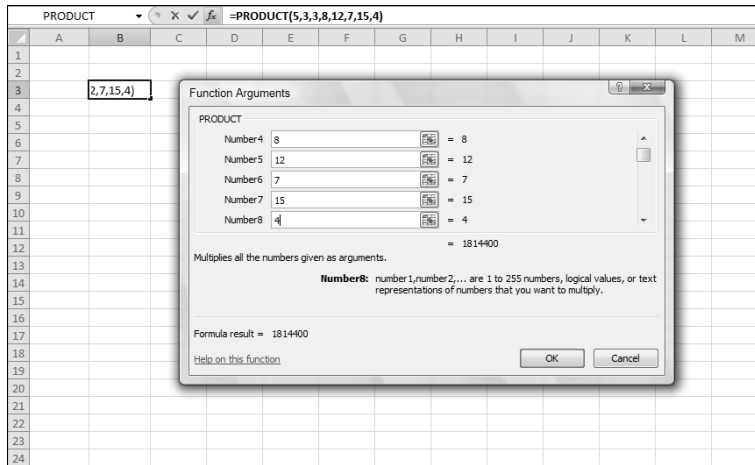 PRODUCT fx =PRODUCT(5,3,3,8,12,7,15,4)
A B C D E F G H I J K L M
1
2
3 2,7,15,4)
4
5
6
7
8
9
10
11
12
13
14
15
16
17
18
19
20
21
22
23
24
Function Arguments
PRODUCT
Number4 8 = 8
Number5 12 = 12
Number6 7 = 7
Number7 15 = 15
Number8 4 = 4
= 1814400
Multiplies all the numbers given as arguments.
Number8: number1,number2,... are 1 to 255 numbers, logical values, or text
representations of numbers that you want to multiply.
Formula result = 1814400
Help on this function
OK Cancel